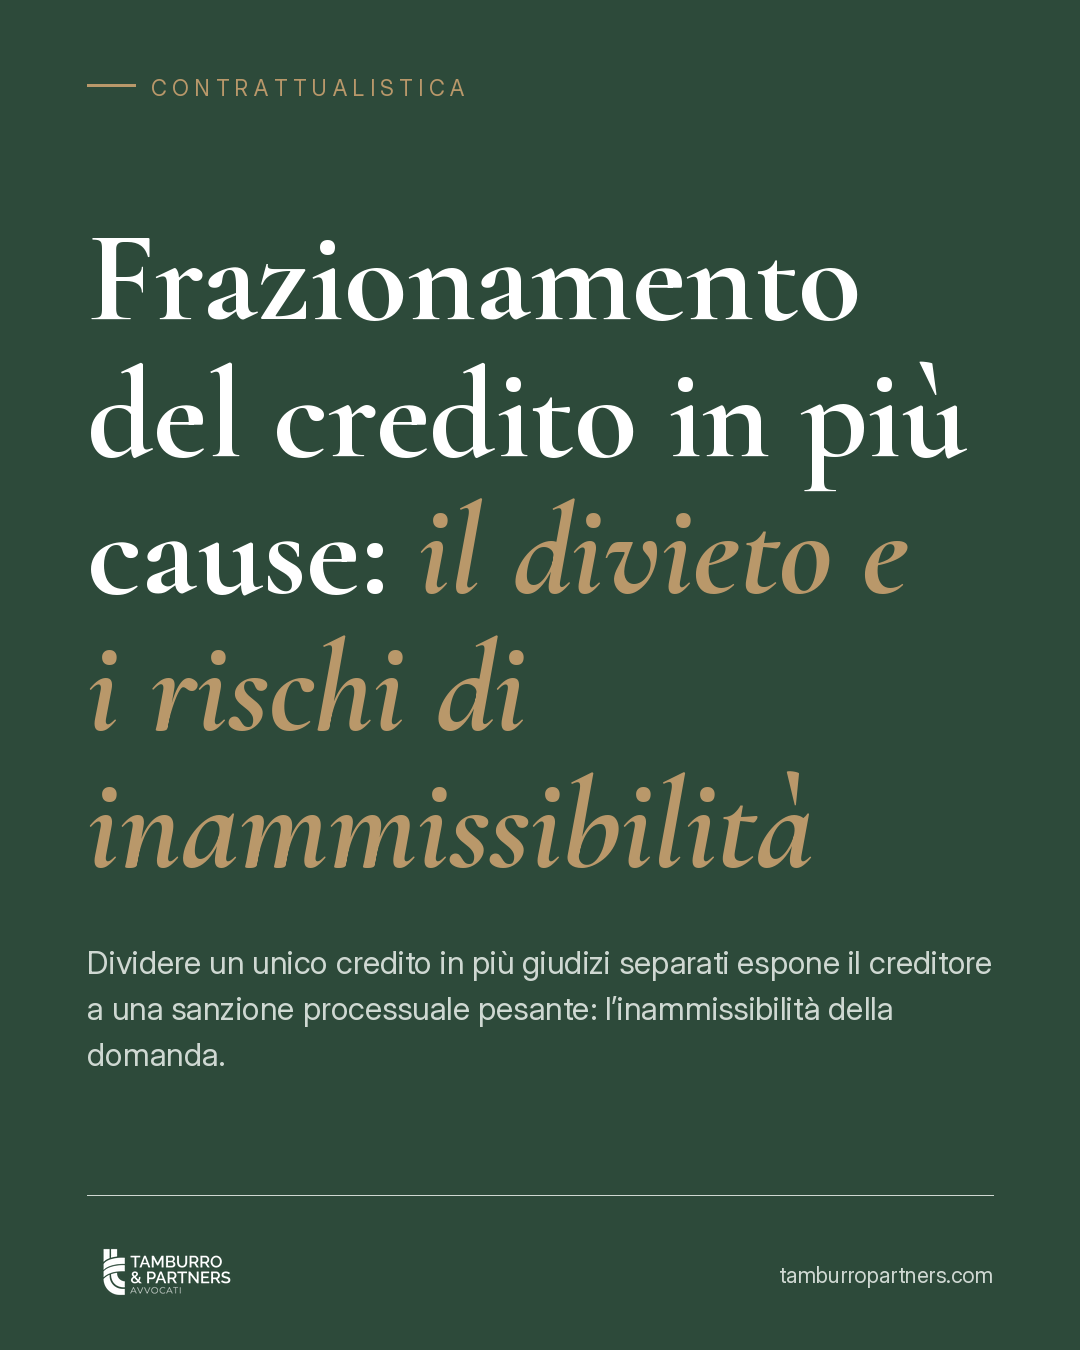 CONTRATTUALISTICA
Frazionamento
del credito in più
cause: il divieto e
i rischi di
inammissibilità
Dividere un unico credito in più giudizi separati espone il creditore
a una sanzione processuale pesante: l’inammissibilità della
domanda.
TAMBURRO
& PARTNERS
AVVOCATI
tamburropartners.com